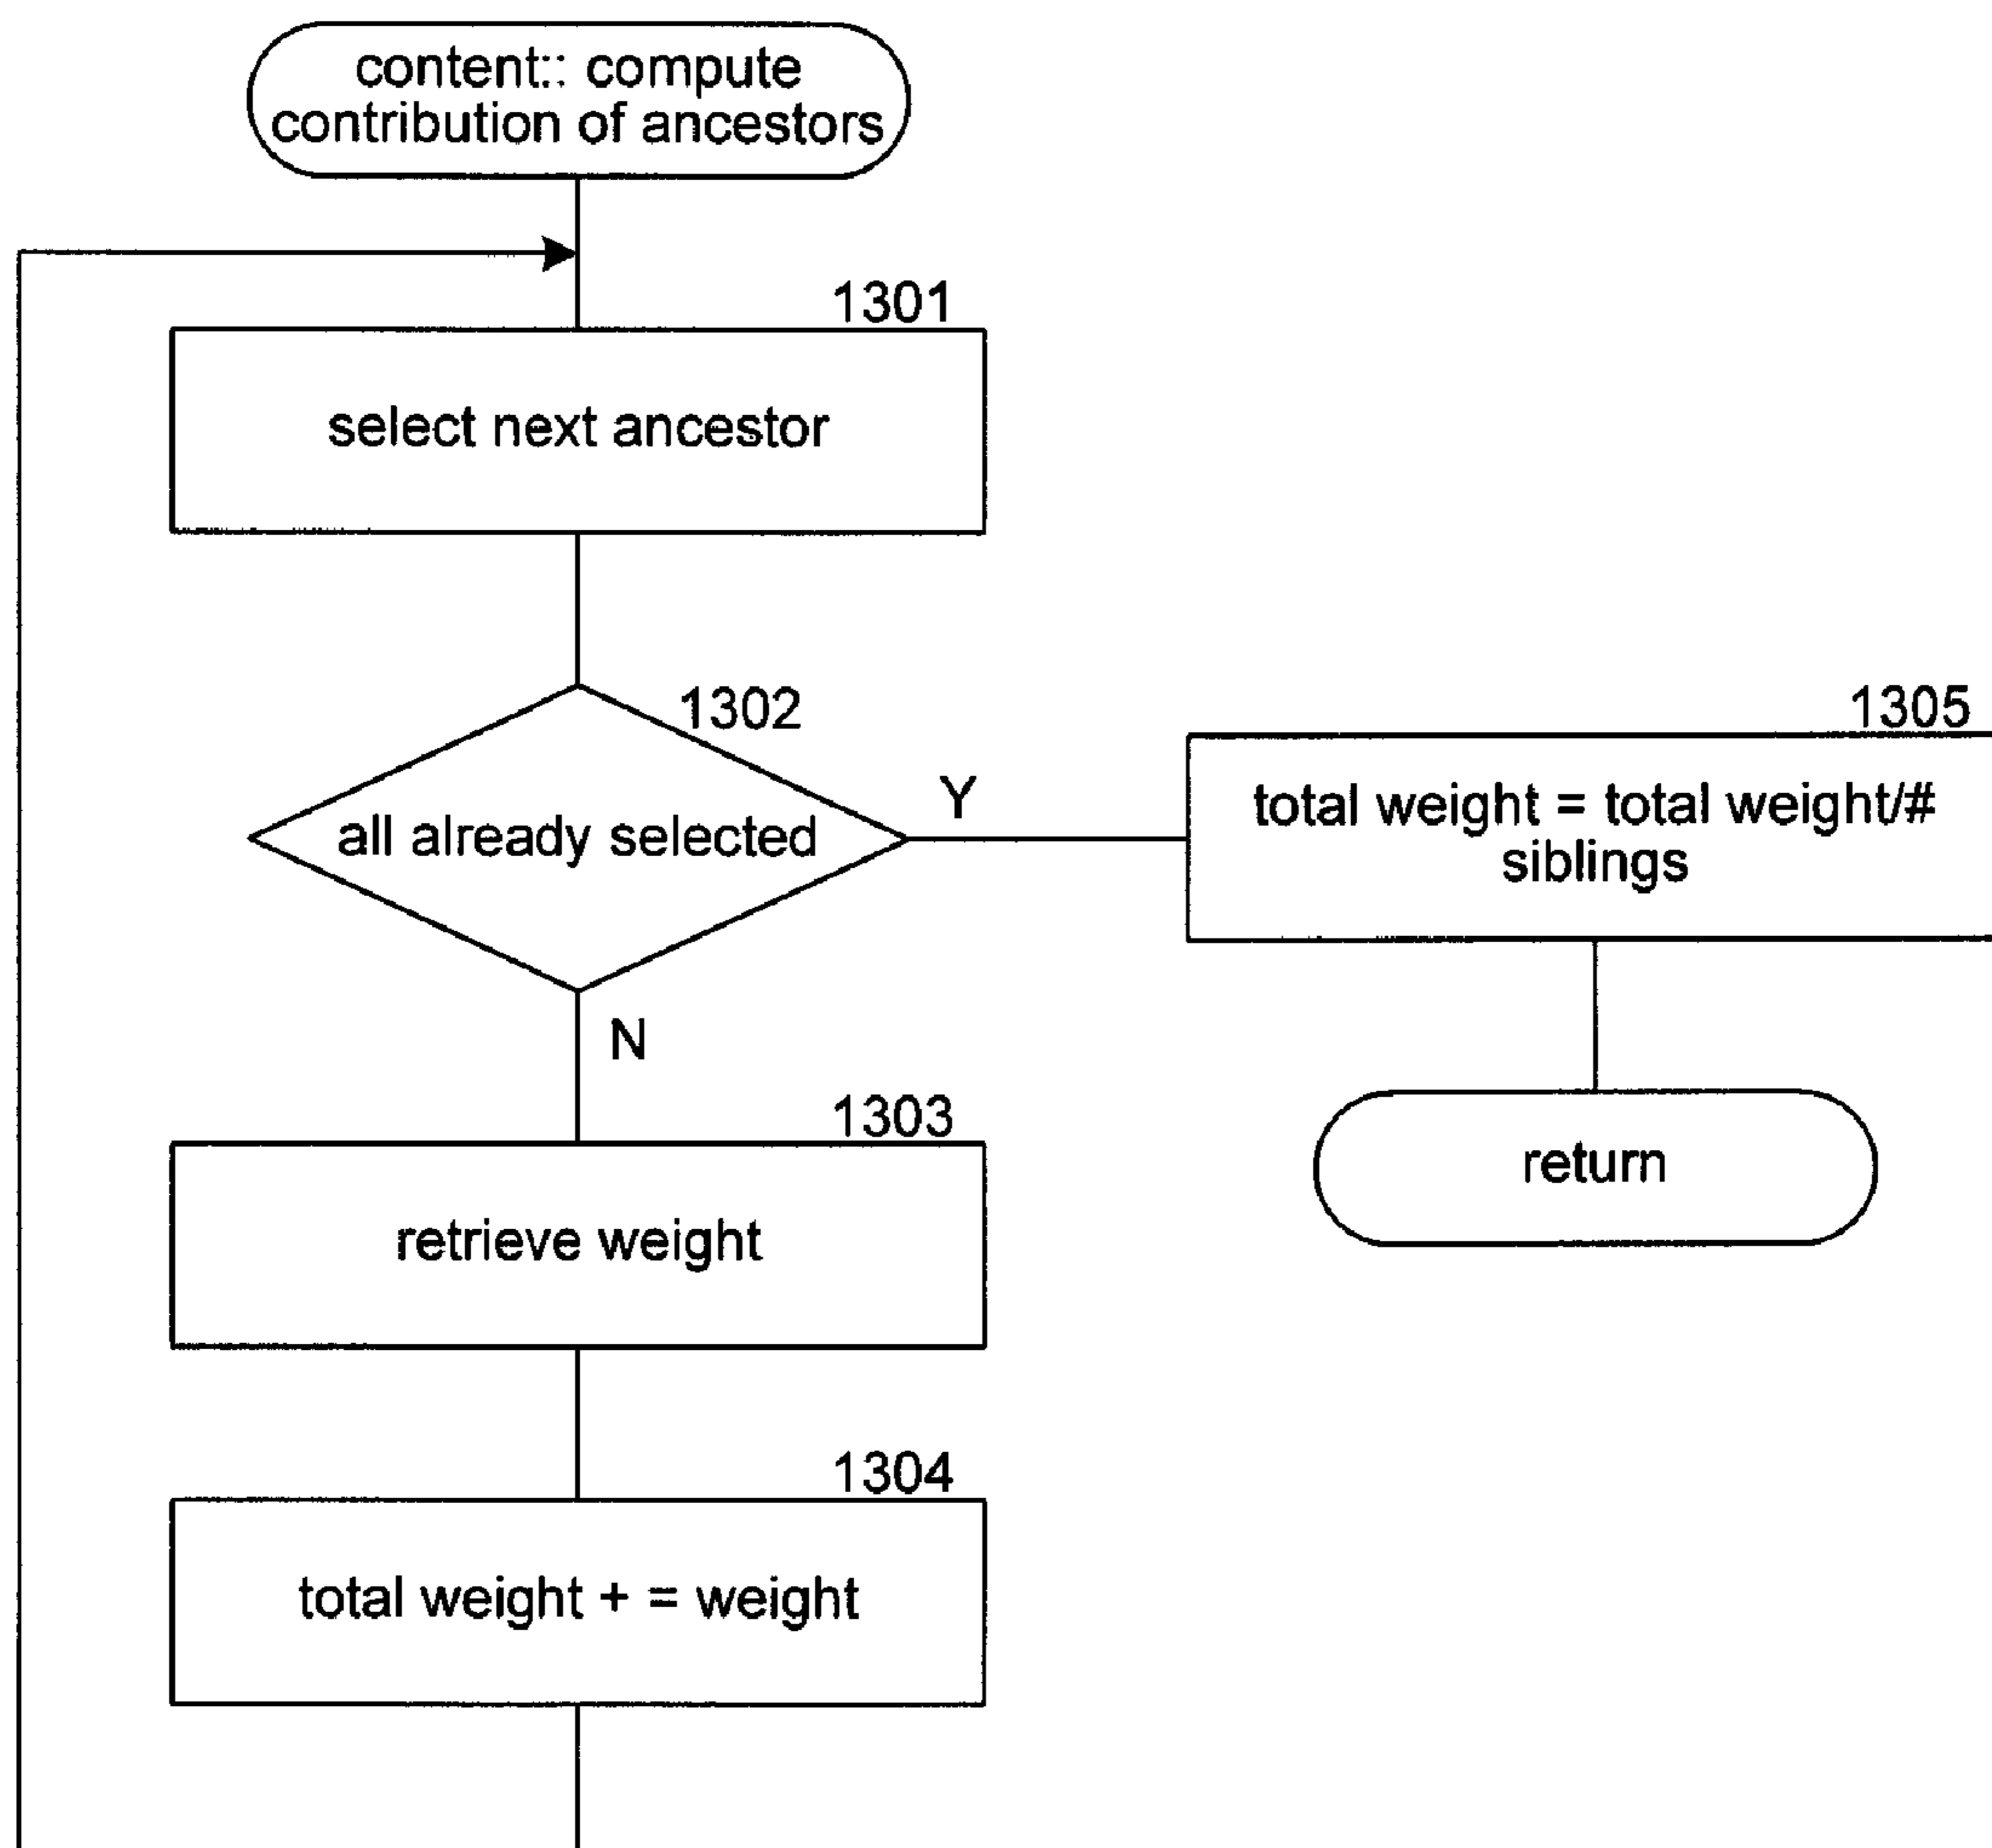 content:: compute
contribution of ancestors
1301
select next ancestor
1302
all already selected
Y
1305
total weight = total weight/#
siblings
return
N
1303
retrieve weight
1304
total weight + = weight